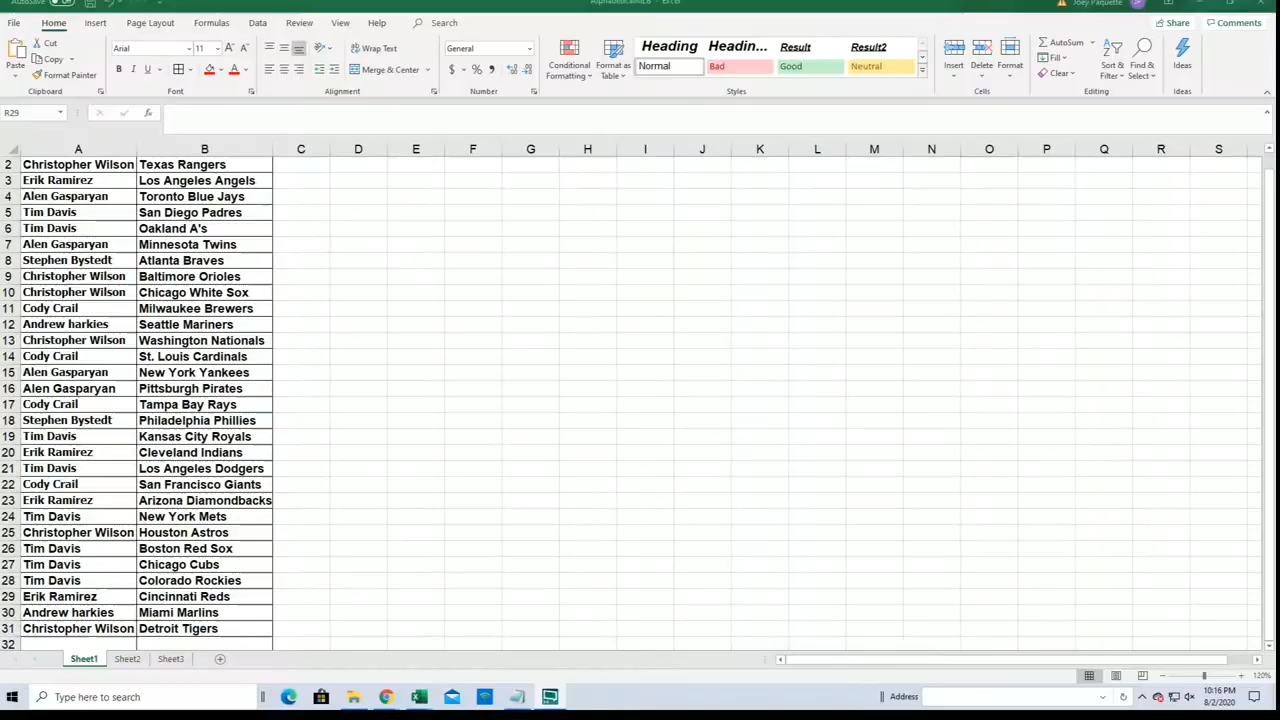 AutoSave Off AlphabeticalMLB - Excel Joey Paquette JP
File Home Insert Page Layout Formulas Data Review View Help Search Share Comments
Cut Arial 11 Wrap Text General Heading Headin... Result Result2 AutoSum
Copy Fill
Paste Format Painter B I U Merge & Center $ % Conditional Formatting Format as Table Normal Bad Good Neutral Insert Delete Format Clear Sort & Filter Find & Select Ideas
Clipboard Font Alignment Number Styles Cells Editing Ideas
R29 fx
A B C D E F G H I J K L M N O P Q R S
2 Christopher Wilson Texas Rangers
3 Erik Ramirez Los Angeles Angels
4 Alen Gasparyan Toronto Blue Jays
5 Tim Davis San Diego Padres
6 Tim Davis Oakland A's
7 Alen Gasparyan Minnesota Twins
8 Stephen Bystedt Atlanta Braves
9 Christopher Wilson Baltimore Orioles
10 Christopher Wilson Chicago White Sox
11 Cody Crail Milwaukee Brewers
12 Andrew harkies Seattle Mariners
13 Christopher Wilson Washington Nationals
14 Cody Crail St. Louis Cardinals
15 Alen Gasparyan New York Yankees
16 Alen Gasparyan Pittsburgh Pirates
17 Cody Crail Tampa Bay Rays
18 Stephen Bystedt Philadelphia Phillies
19 Tim Davis Kansas City Royals
20 Erik Ramirez Cleveland Indians
21 Tim Davis Los Angeles Dodgers
22 Cody Crail San Francisco Giants
23 Erik Ramirez Arizona Diamondbacks
24 Tim Davis New York Mets
25 Christopher Wilson Houston Astros
26 Tim Davis Boston Red Sox
27 Tim Davis Chicago Cubs
28 Tim Davis Colorado Rockies
29 Erik Ramirez Cincinnati Reds
30 Andrew harkies Miami Marlins
31 Christopher Wilson Detroit Tigers
32
Sheet1 Sheet2 Sheet3
120%
Type here to search Address 10:16 PM
8/2/2020